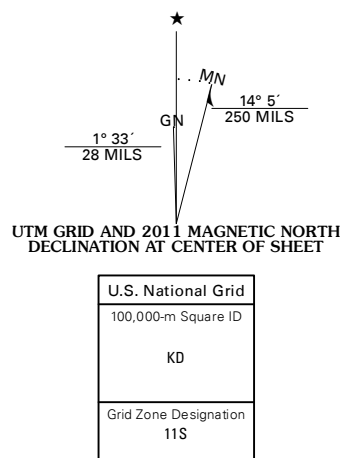 ★
MN
GN
14° 5´
250 MILS
1° 33´
28 MILS
UTM GRID AND 2011 MAGNETIC NORTH
DECLINATION AT CENTER OF SHEET
U.S. National Grid
100,000-m Square ID
KD
Grid Zone Designation
11S